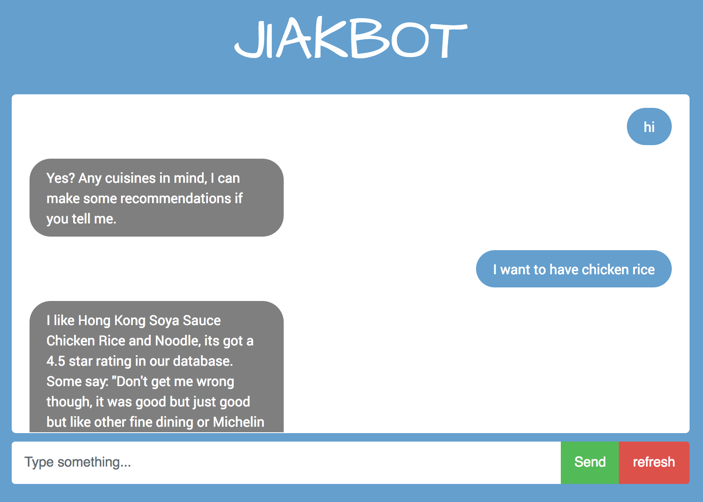 JIAKBOT
hi
Yes? Any cuisines in mind, I can
make some recommendations if
you tell me.
I want to have chicken rice
I like Hong Kong Soya Sauce
Chicken Rice and Noodle, its got a
4.5 star rating in our database.
Some say: "Don't get me wrong
though, it was good but just good
but like other fine dining or Michelin
Type something...
Send
refresh